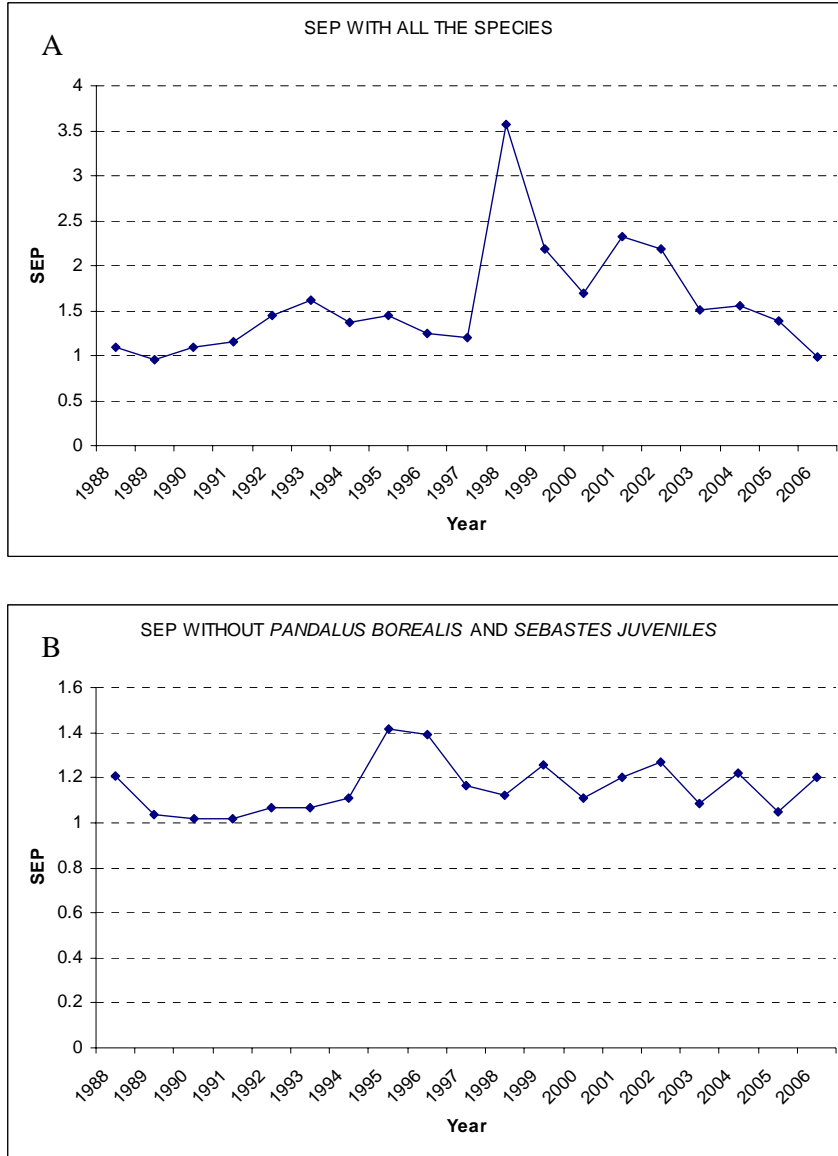 A
SEP WITH ALL THE SPECIES
4
3.5
3
2.5
2
1.5
1
0.5
0
SEP
1988 1989 1990 1991 1992 1993 1994 1995 1996 1997 1998 1999 2000 2001 2002 2003 2004 2005 2006
Year
B
SEP WITHOUT PANDALUS BOREALIS AND SEBASTES JUVENILES
1.6
1.4
1.2
1
0.8
0.6
0.4
0.2
0
SEP
1988 1989 1990 1991 1992 1993 1994 1995 1996 1997 1998 1999 2000 2001 2002 2003 2004 2005 2006
Year